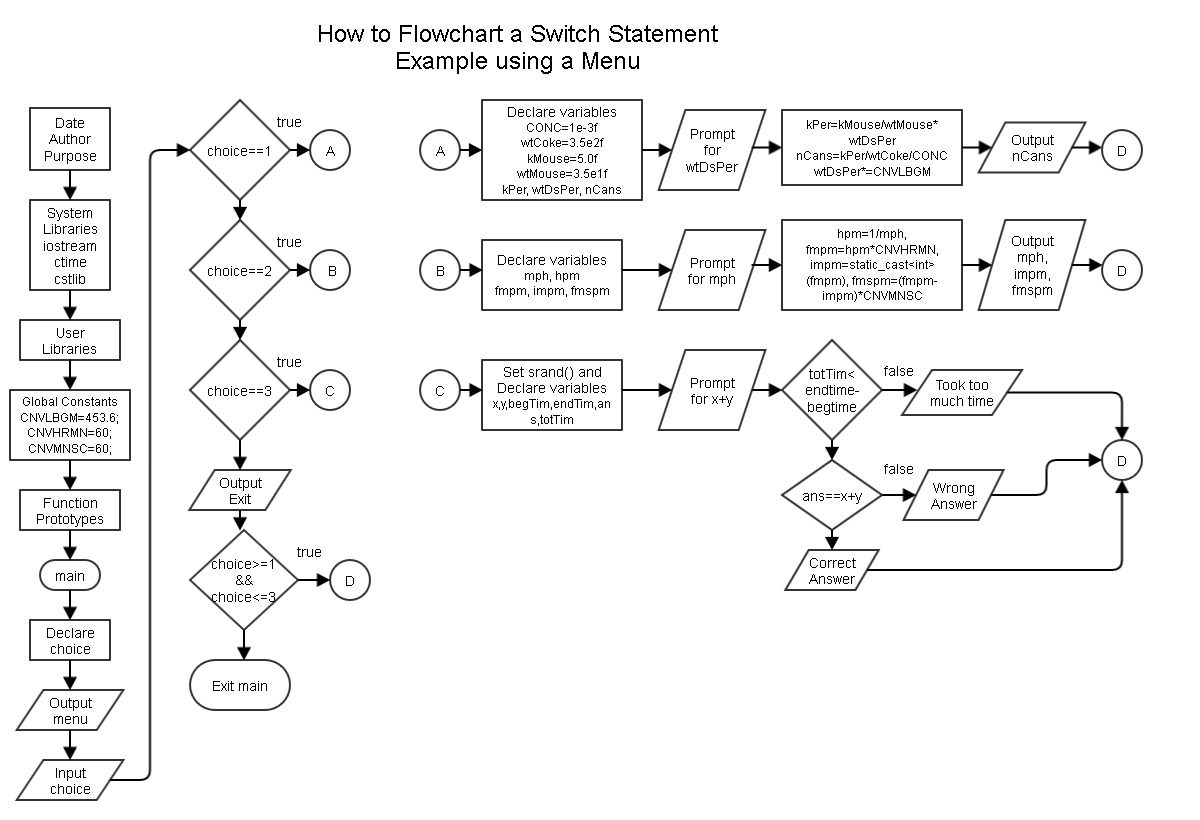 How to Flowchart a Switch Statement
Example using a Menu
Date
Author
Purpose
System
Libraries
iostream
ctime
cstlib
User
Libraries
Global Constants
CNVLBGM=453.6;
CNVHRMN=60;
CNVMNSC=60;
Function
Prototypes
main
Declare
choice
Output
menu
Input
choice
choice==1
true
A
choice==2
true
B
choice==3
true
C
Output
Exit
choice>=1
&&
choice<=3
true
D
Exit main
A
Declare variables
CONC=1e-3f
wtCoke=3.5e2f
kMouse=5.0f
wtMouse=3.5e1f
kPer, wtDsPer, nCans
Prompt
for
wtDsPer
kPer=kMouse/wtMouse*
wtDsPer
nCans=kPer/wtCoke/CONC
wtDsPer*=CNVLBGM
Output
nCans
D
B
Declare variables
mph, hpm
fmpm, impm, fmspm
Prompt
for mph
hpm=1/mph,
fmpm=hpm*CNVHRMN,
impm=static_cast<int>
(fmpm), fmspm=(fmpm-
impm)*CNVMNSC
Output
mph,
impm,
fmspm
D
C
Set srand() and
Declare variables
x,y,begTim,endTim,an
s,totTim
Prompt
for x+y
totTim<
endtime-
begtime
false
Took too
much time
ans==x+y
false
Wrong
Answer
Correct
Answer
D